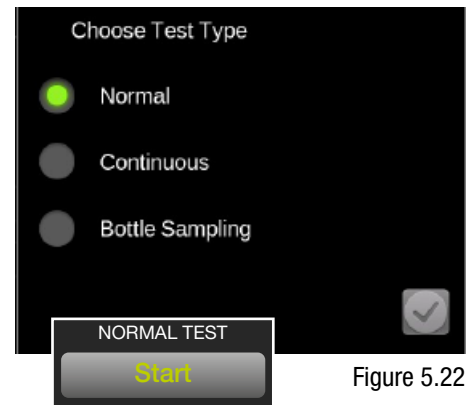 Choose Test Type
Normal
Continuous
Bottle Sampling
NORMAL TEST
Start
Figure 5.22